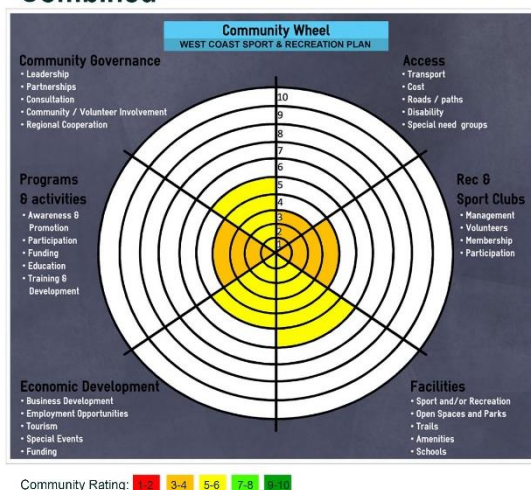 Combined
Community Wheel
WEST COAST SPORT & RECREATION PLAN
Community Governance
• Leadership
• Partnerships
• Consultation
• Community / Volunteer Involvement
• Regional Cooperation
Access
• Transport
• Cost
• Roads / paths
• Disability
• Special need groups
10
9
8
7
6
5
4
3
2
1
Programs
& activities
• Awareness &
Promotion
• Participation
• Funding
• Education
• Training &
Development
Rec &
Sport Clubs
• Management
• Volunteers
• Membership
• Participation
Economic Development
• Business Development
• Employment Opportunities
• Tourism
• Special Events
• Funding
Facilities
• Sport and/or Recreation
• Open Spaces and Parks
• Trails
• Amenities
• Schools
Community Rating: 1-2 3-4 5-6 7-8 9-10